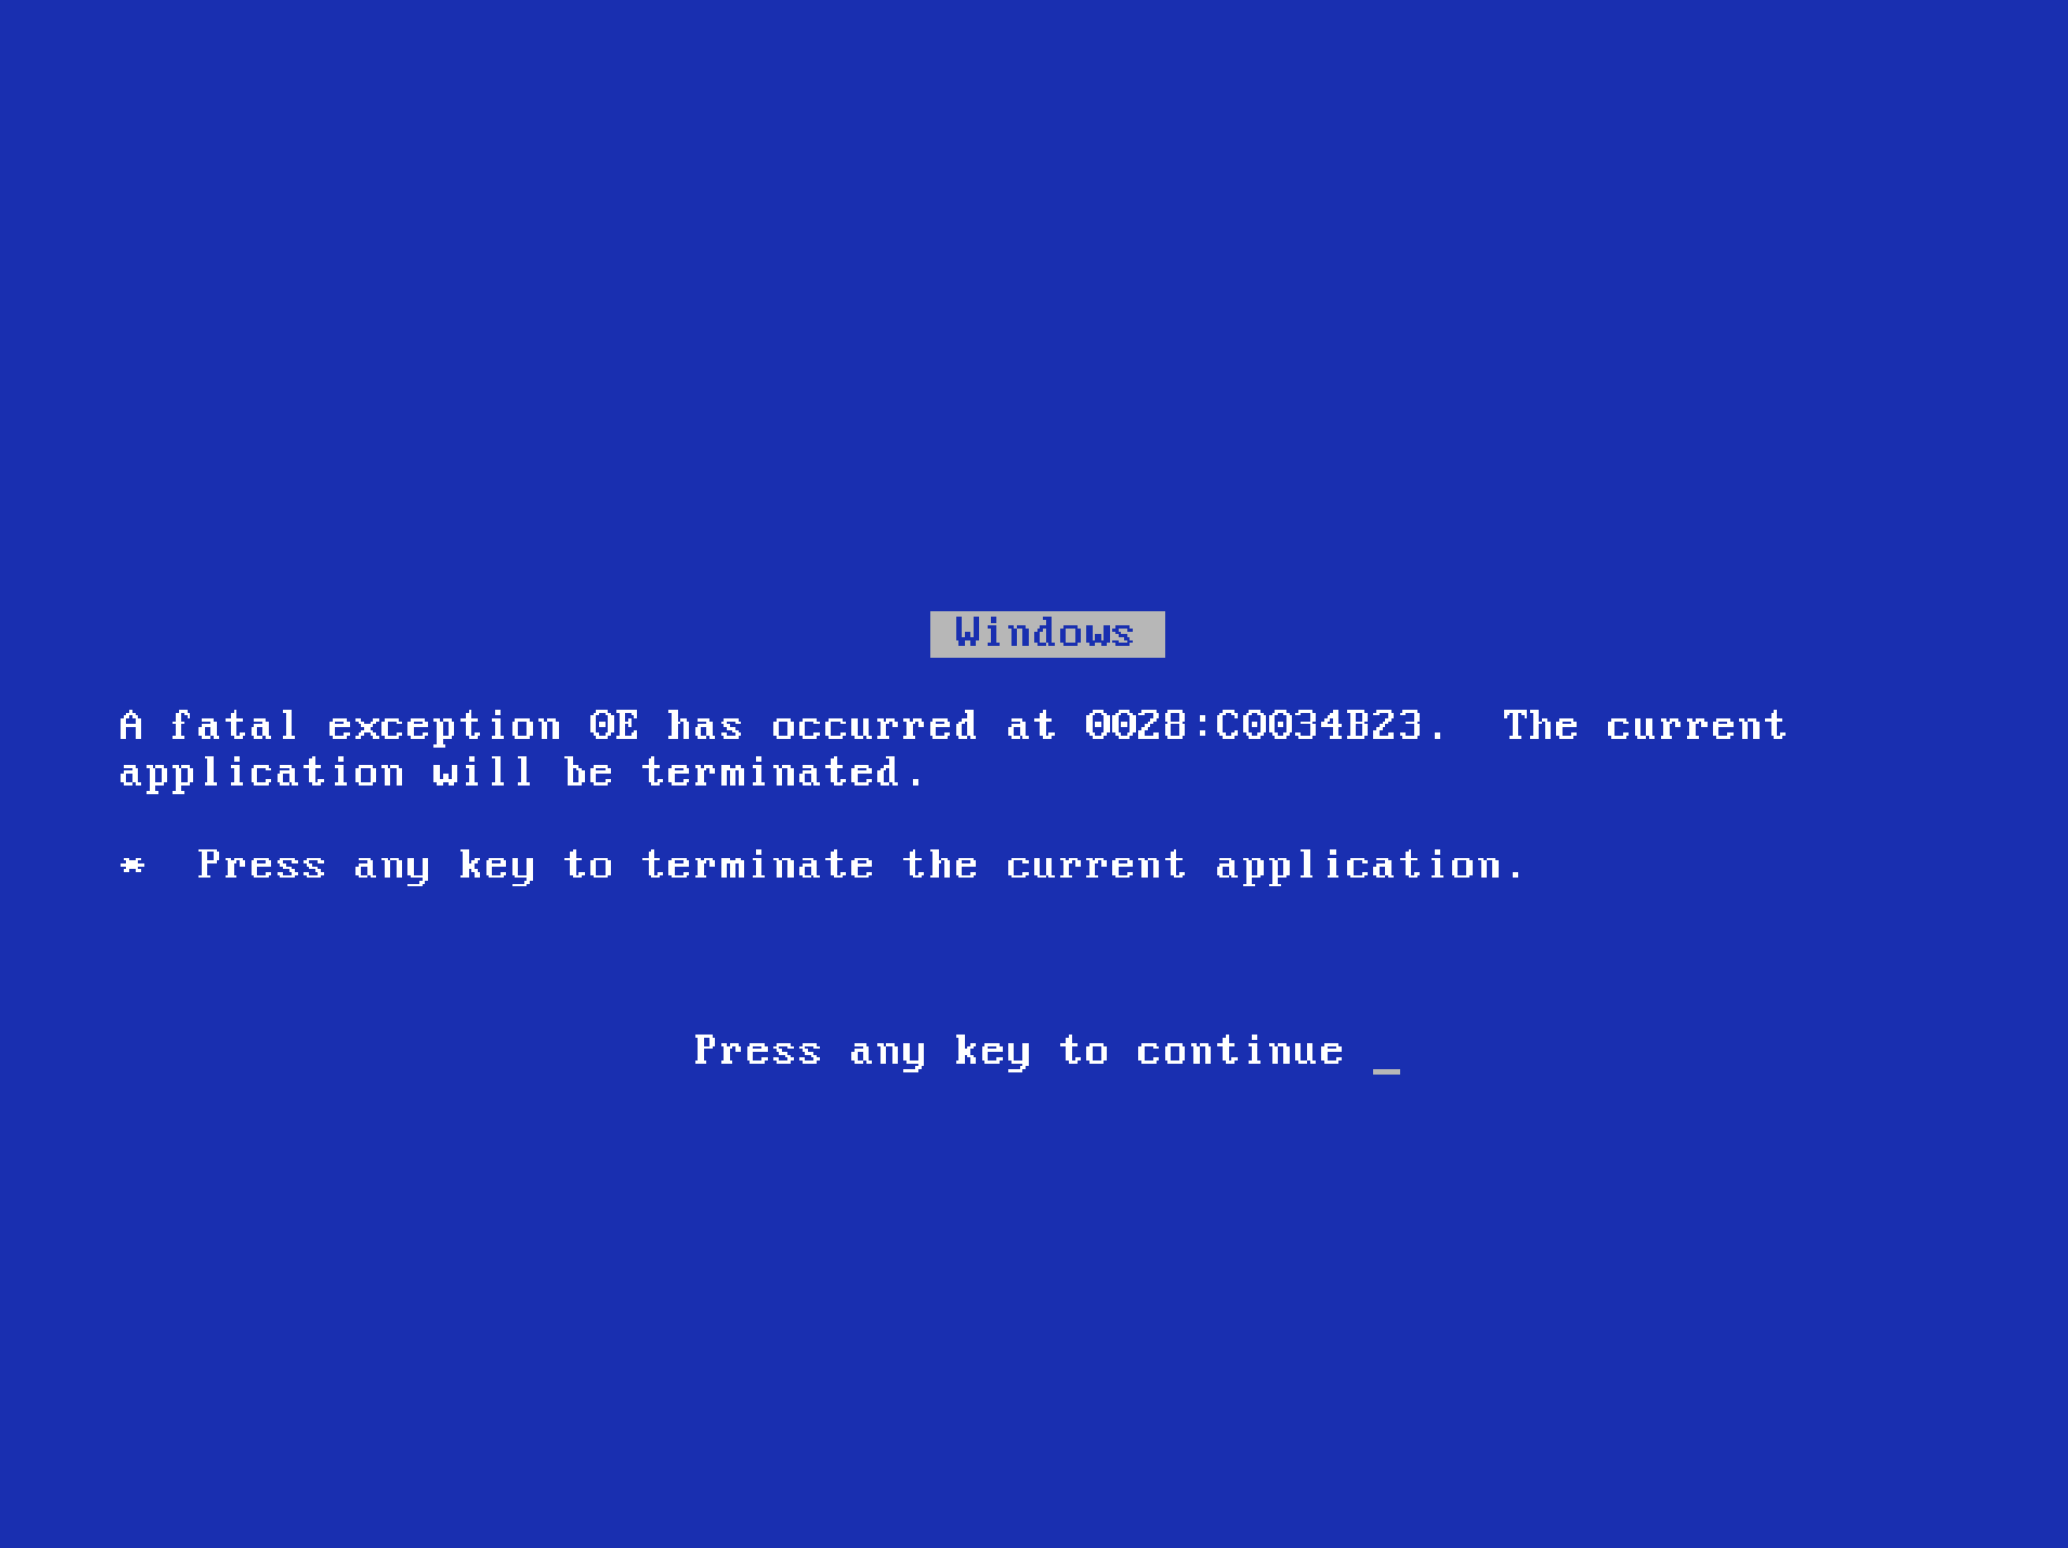 Windows
A fatal exception 0E has occurred at 0028:C0034B23.  The current
application will be terminated.
*  Press any key to terminate the current application.
Press any key to continue _